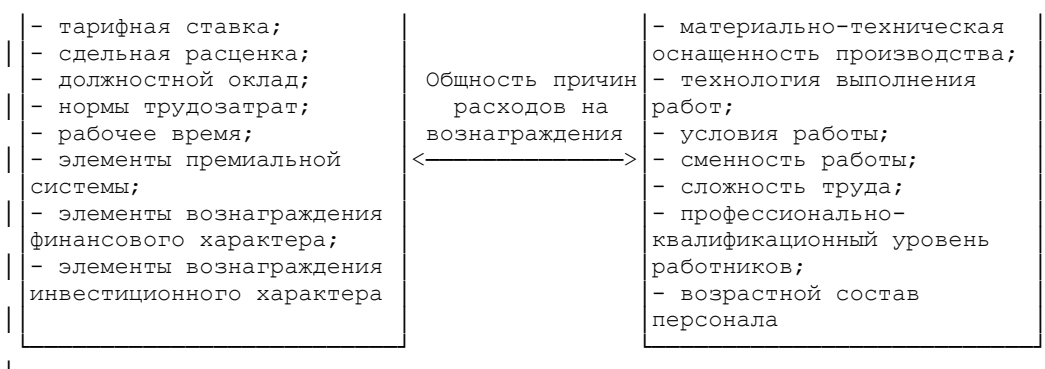 - тарифная ставка;
- сдельная расценка;
- должностной оклад;
- нормы трудозатрат;
- рабочее время;
- элементы премиальной
системы;
- элементы вознаграждения
финансового характера;
- элементы вознаграждения
инвестиционного характера
Общность причин
расходов на
вознаграждения
- материально-техническая
оснащенность производства;
- технология выполнения
работ;
- условия работы;
- сменность работы;
- сложность труда;
- профессионально-
квалификационный уровень
работников;
- возрастной состав
персонала